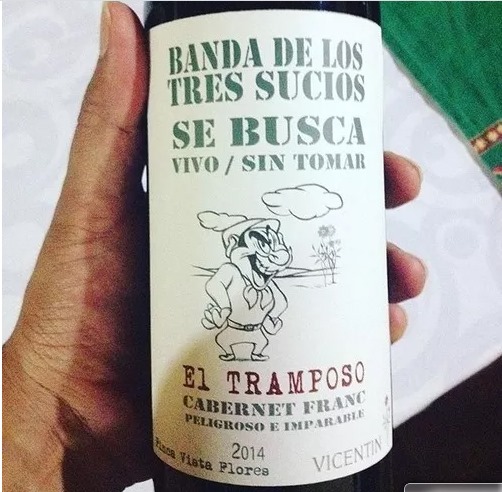 BANDA DE LOS
TRES SUCIOS
SE BUSCA
VIVO / SIN TOMAR
El TRAMPOSO
CABERNET FRANC
PELIGROSO E IMPARABLE
2014
Finca Vista Flores
VICENTIN